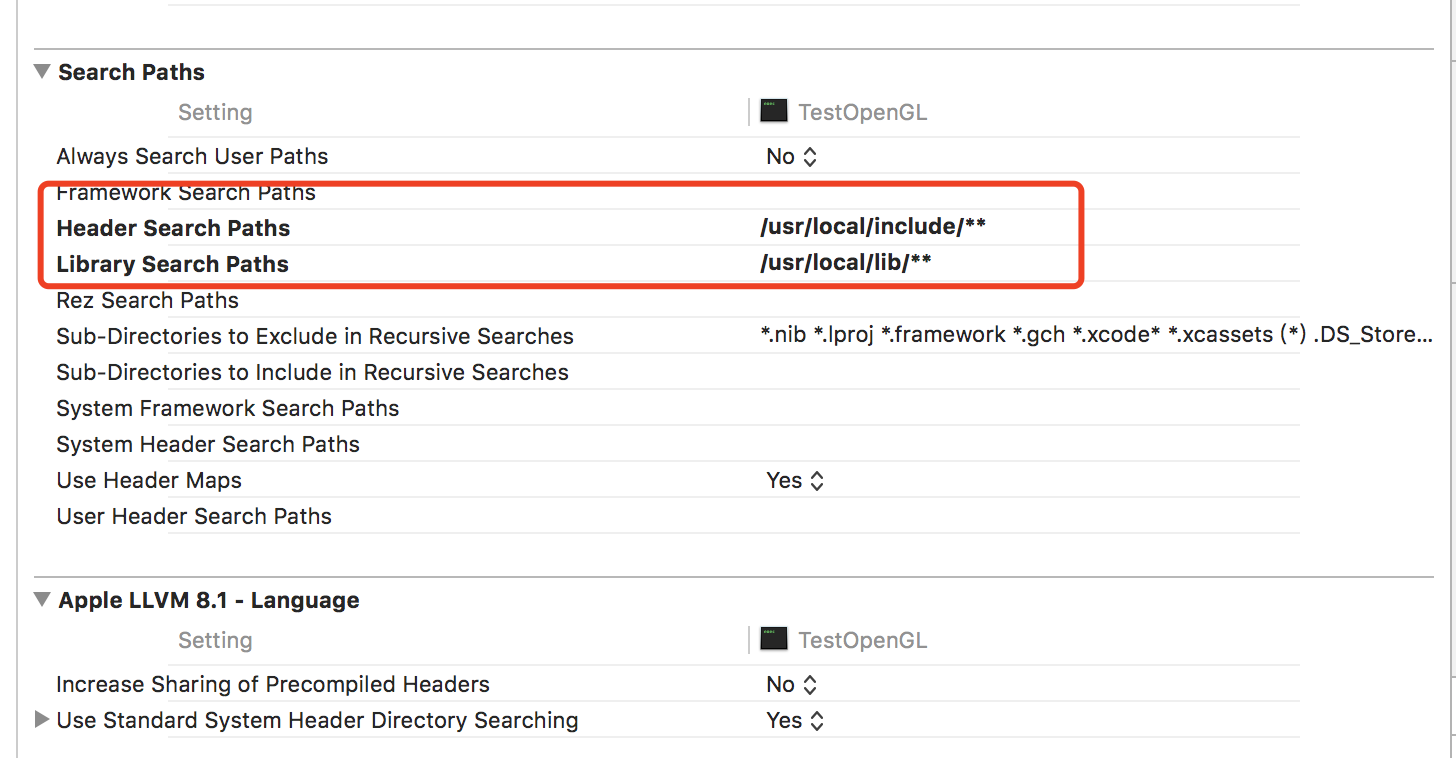 Search Paths
Setting TestOpenGL
Always Search User Paths No
Framework Search Paths
Header Search Paths /usr/local/include/**
Library Search Paths /usr/local/lib/**
Rez Search Paths
Sub-Directories to Exclude in Recursive Searches *.nib *.lproj *.framework *.gch *.xcode* *.xcassets (*) .DS_Store...
Sub-Directories to Include in Recursive Searches
System Framework Search Paths
System Header Search Paths
Use Header Maps Yes
User Header Search Paths
Apple LLVM 8.1 - Language
Setting TestOpenGL
Increase Sharing of Precompiled Headers No
Use Standard System Header Directory Searching Yes